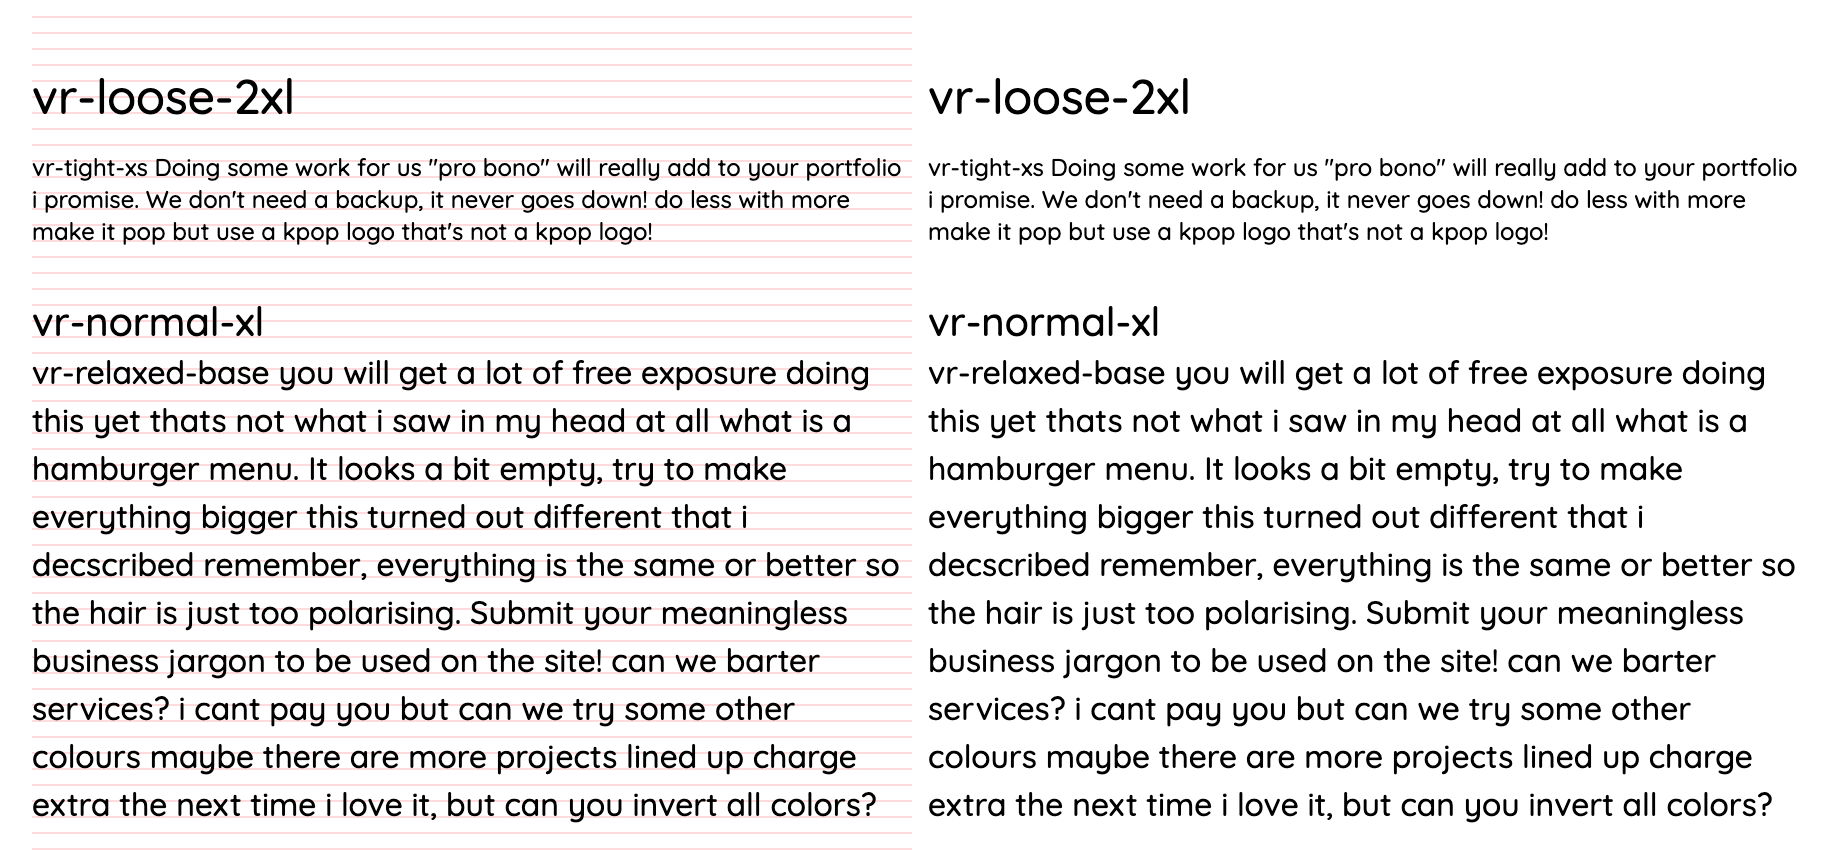 vr-loose-2xl
vr-tight-xs Doing some work for us "pro bono" will really add to your portfolio
i promise. We don't need a backup, it never goes down! do less with more
make it pop but use a kpop logo that's not a kpop logo!
vr-normal-xl
vr-relaxed-base you will get a lot of free exposure doing
this yet thats not what i saw in my head at all what is a
hamburger menu. It looks a bit empty, try to make
everything bigger this turned out different that i
decscribed remember, everything is the same or better so
the hair is just too polarising. Submit your meaningless
business jargon to be used on the site! can we barter
services? i cant pay you but can we try some other
colours maybe there are more projects lined up charge
extra the next time i love it, but can you invert all colors?
vr-loose-2xl
vr-tight-xs Doing some work for us "pro bono" will really add to your portfolio
i promise. We don't need a backup, it never goes down! do less with more
make it pop but use a kpop logo that's not a kpop logo!
vr-normal-xl
vr-relaxed-base you will get a lot of free exposure doing
this yet thats not what i saw in my head at all what is a
hamburger menu. It looks a bit empty, try to make
everything bigger this turned out different that i
decscribed remember, everything is the same or better so
the hair is just too polarising. Submit your meaningless
business jargon to be used on the site! can we barter
services? i cant pay you but can we try some other
colours maybe there are more projects lined up charge
extra the next time i love it, but can you invert all colors?